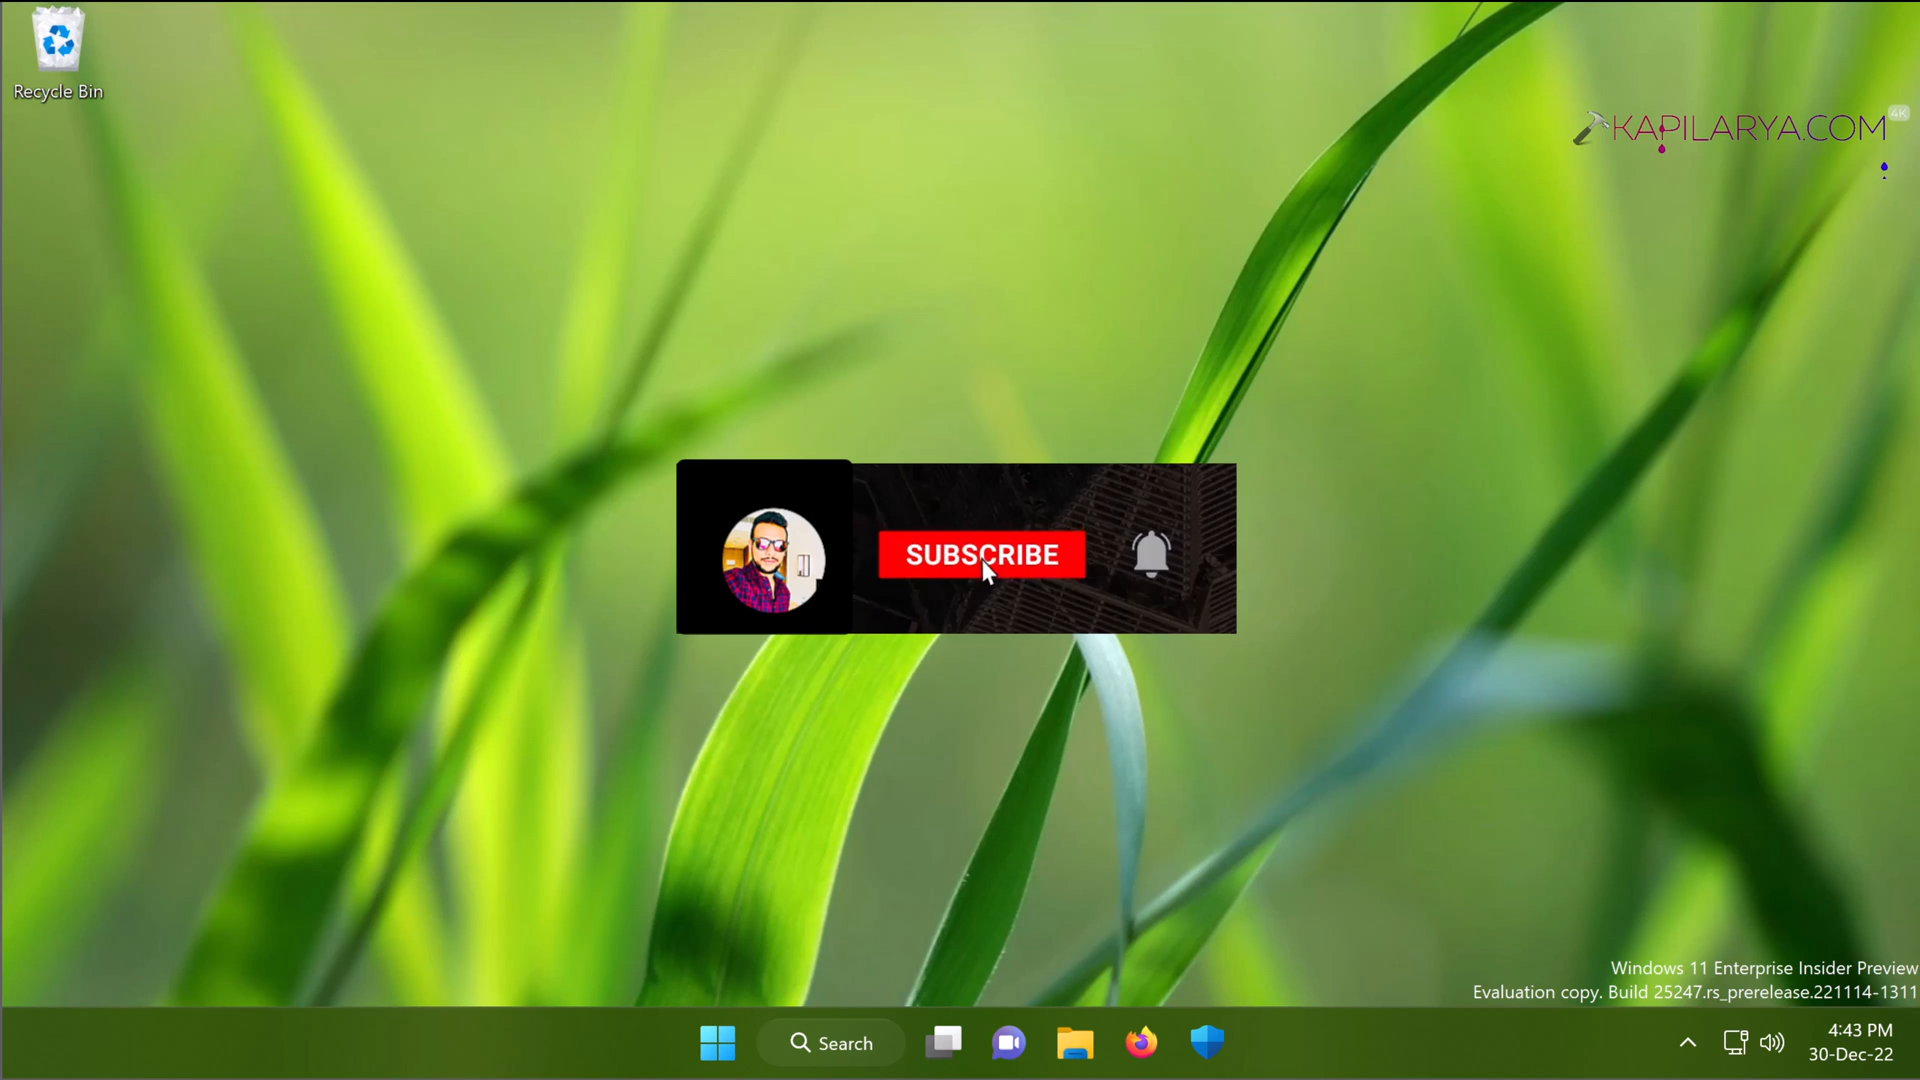 Recycle Bin
KAPILARYA.COM
4K
SUBSCRIBE
Windows 11 Enterprise Insider Preview
Evaluation copy. Build 25247.rs_prerelease.221114-1311
Search
4:43 PM
30-Dec-22